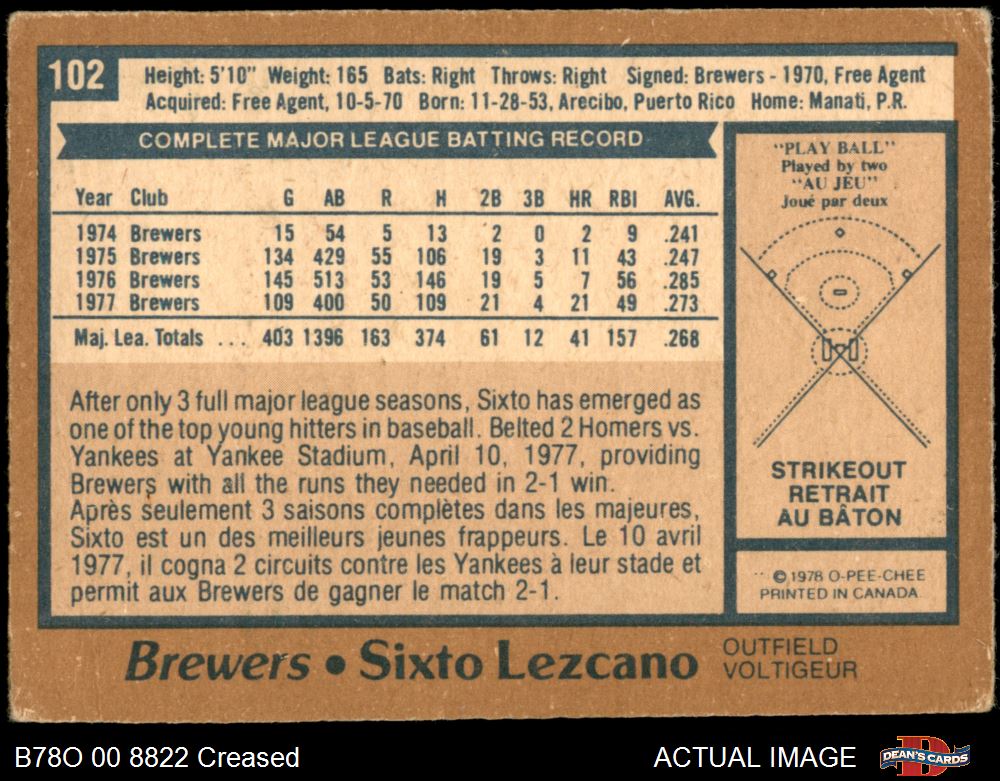 102
Height: 5'10" Weight: 165 Bats: Right Throws: Right Signed: Brewers - 1970, Free Agent
Acquired: Free Agent, 10-5-70 Born: 11-28-53, Arecibo, Puerto Rico Home: Manati, P.R.
COMPLETE MAJOR LEAGUE BATTING RECORD
Year Club G AB R H 2B 3B HR RBI AVG.
1974 Brewers 15 54 5 13 2 0 2 9 .241
1975 Brewers 134 429 55 106 19 3 11 43 .247
1976 Brewers 145 513 53 146 19 5 7 56 .285
1977 Brewers 109 400 50 109 21 4 21 49 .273
Maj. Lea. Totals ... 403 1396 163 374 61 12 41 157 .268
After only 3 full major league seasons, Sixto has emerged as
one of the top young hitters in baseball. Belted 2 Homers vs.
Yankees at Yankee Stadium, April 10, 1977, providing
Brewers with all the runs they needed in 2-1 win.
Après seulement 3 saisons complètes dans les majeures,
Sixto est un des meilleurs jeunes frappeurs. Le 10 avril
1977, il cogna 2 circuits contre les Yankees à leur stade et
permit aux Brewers de gagner le match 2-1.
"PLAY BALL"
Played by two
"AU JEU"
Joué par deux
STRIKEOUT
RETRAIT
AU BÂTON
© 1978 O-PEE-CHEE
PRINTED IN CANADA.
Brewers • Sixto Lezcano
OUTFIELD
VOLTIGEUR
B78O 00 8822 Creased
ACTUAL IMAGE
DEAN'S CARDS